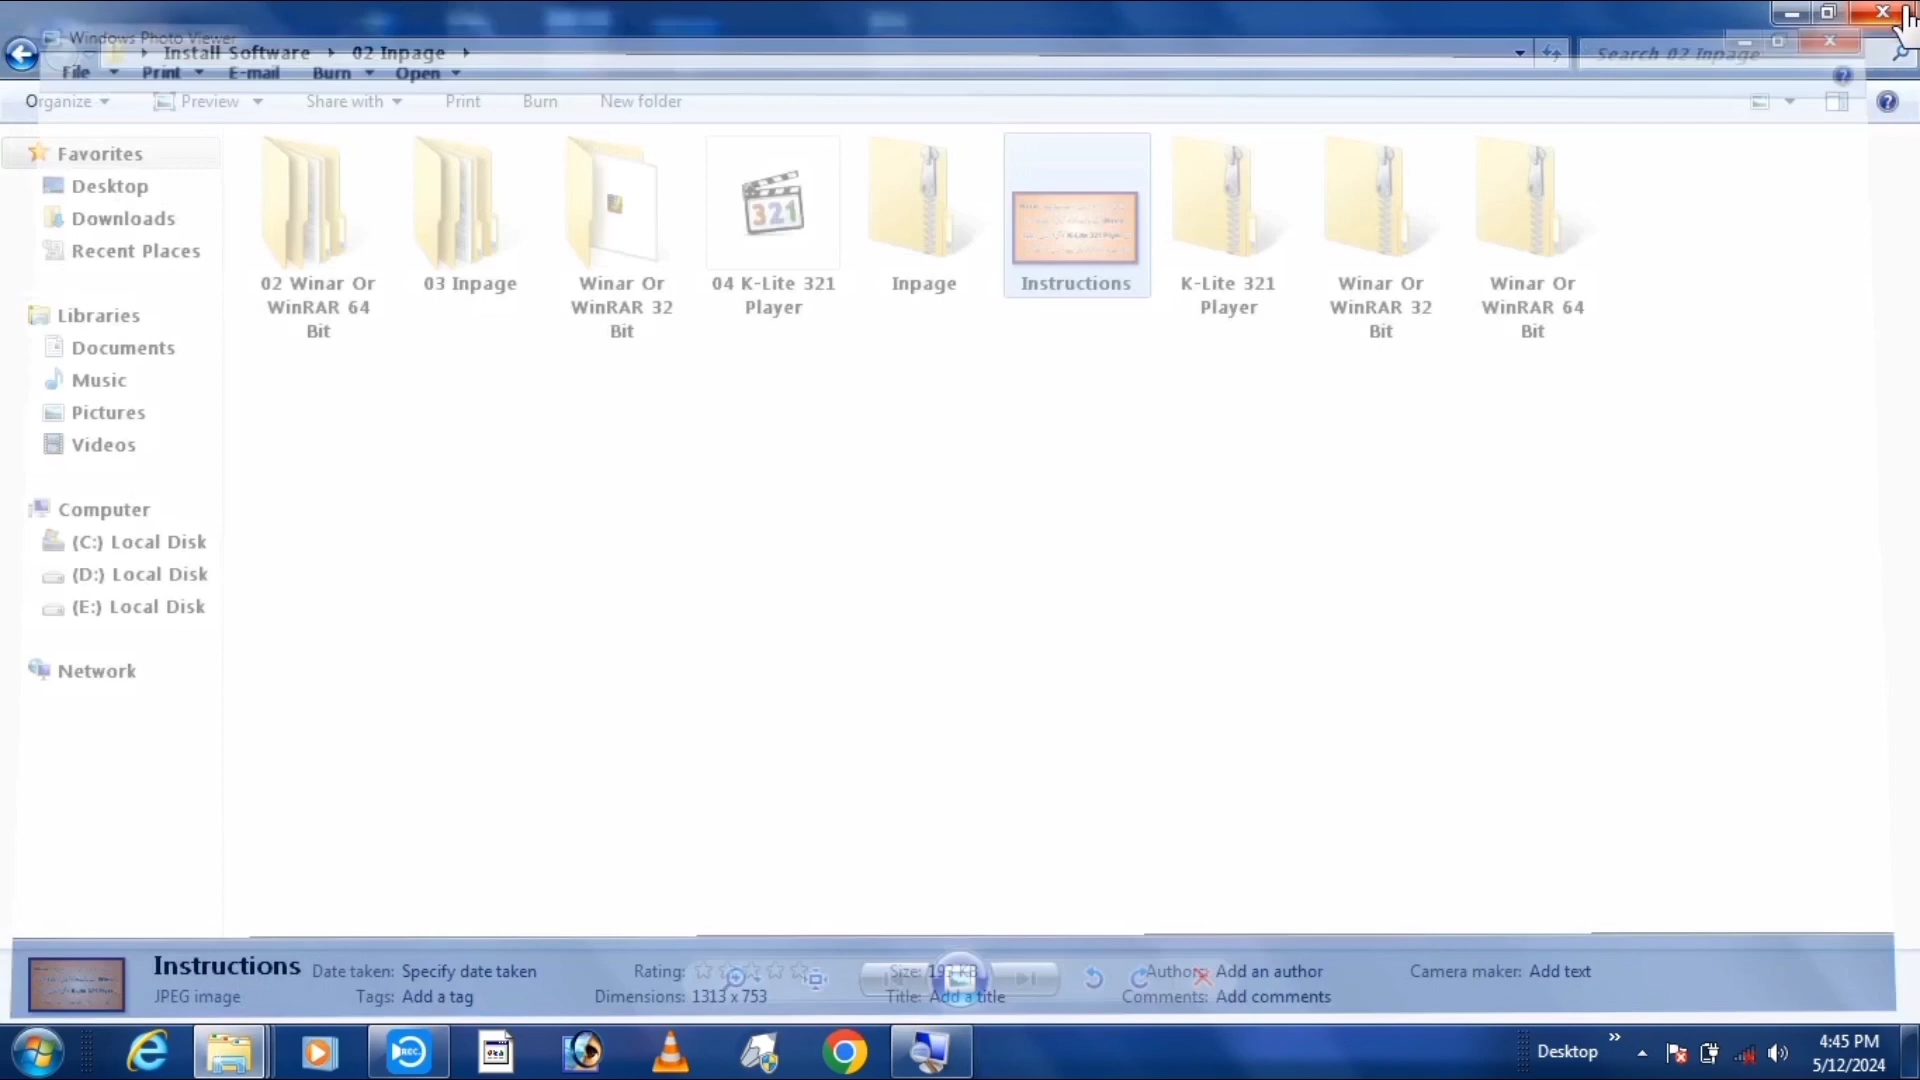 Windows Photo Viewer
Install Software
02 Inpage
Search 02 Inpage
File
Print
E-mail
Burn
Open
Organize
Preview
Share with
Print
Burn
New folder
Favorites
Desktop
Downloads
Recent Places
Libraries
Documents
Music
Pictures
Videos
Computer
(C:) Local Disk
(D:) Local Disk
(E:) Local Disk
Network
02 Winar Or
WinRAR 64
Bit
03 Inpage
Winar Or
WinRAR 32
Bit
321
04 K-Lite 321
Player
Inpage
Instructions
K-Lite 321
Player
Winar Or
WinRAR 32
Bit
Winar Or
WinRAR 64
Bit
Instructions
JPEG image
Date taken: Specify date taken
Tags: Add a tag
Rating:
Dimensions: 1313 x 753
Size: 193 KB
Title: Add a title
Authors: Add an author
Comments: Add comments
Camera maker: Add text
REC
Desktop
4:45 PM
5/12/2024